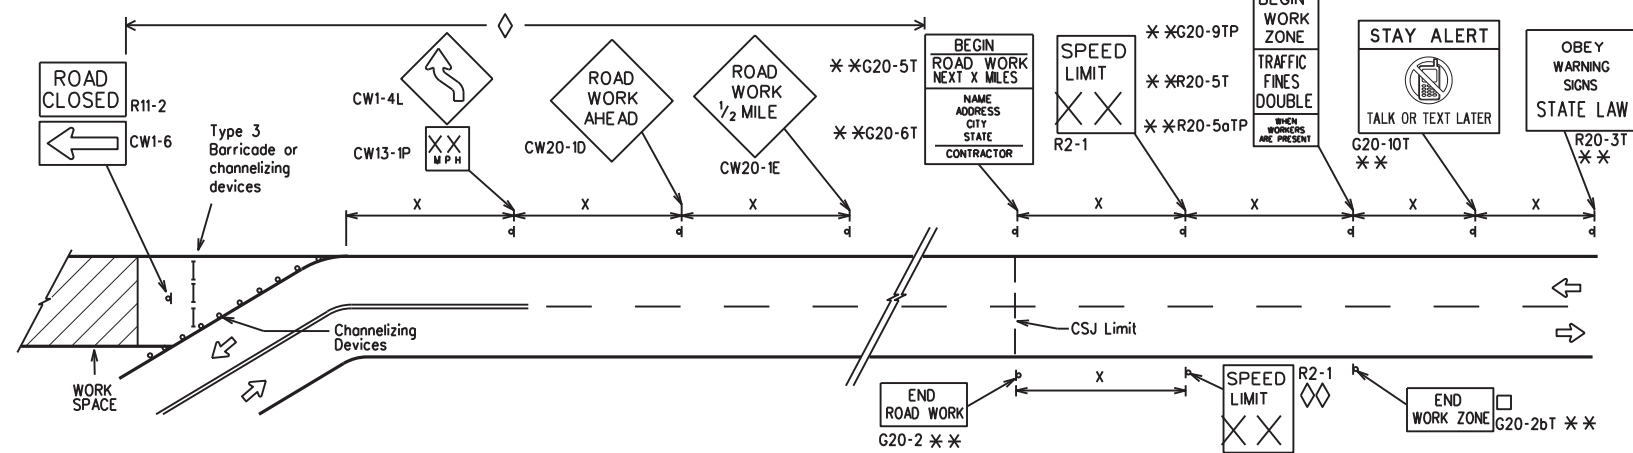 ROAD
CLOSED
R11-2
CW1-6
Type 3
Barricade or
channelizing
devices
CW1-4L
XX
MPH
CW13-1P
ROAD
WORK
AHEAD
CW20-1D
ROAD
WORK
1/2 MILE
CW20-1E
* *G20-5T
* *G20-6T
BEGIN
ROAD WORK
NEXT X MILES
NAME
ADDRESS
CITY
STATE
CONTRACTOR
SPEED
LIMIT
X X
R2-1
* *G20-9TP
* *R20-5T
* *R20-5aTP
BEGIN
WORK
ZONE
TRAFFIC
FINES
DOUBLE
WHEN
WORKERS
ARE PRESENT
STAY ALERT
TALK OR TEXT LATER
G20-10T
* *
OBEY
WARNING
SIGNS
STATE LAW
R20-3T
* *
X
X
X
X
X
X
X
Channelizing
Devices
WORK
SPACE
CSJ Limit
END
ROAD WORK
G20-2 * *
X
SPEED
LIMIT
X X
R2-1
END
WORK ZONE
G20-2bT * *